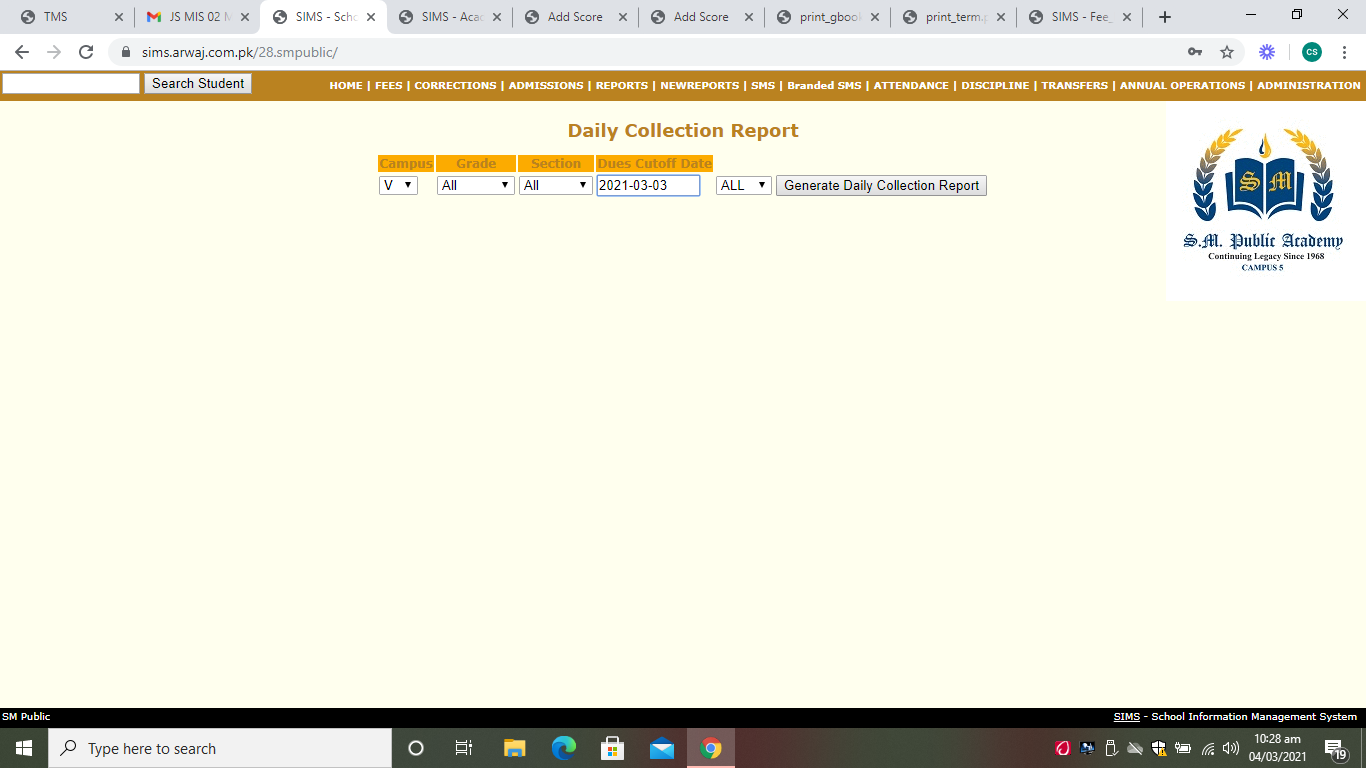 TMS
JS MIS 02 M
SIMS - Scho
SIMS - Acad
Add Score
Add Score
print_gbook
print_term.p
SIMS - Fee_
sims.arwaj.com.pk/28.smpublic/
CS
Search Student
HOME | FEES | CORRECTIONS | ADMISSIONS | REPORTS | NEWREPORTS | SMS | Branded SMS | ATTENDANCE | DISCIPLINE | TRANSFERS | ANNUAL OPERATIONS | ADMINISTRATION
Daily Collection Report
Campus Grade Section Dues Cutoff Date
V All All 2021-03-03 ALL Generate Daily Collection Report
S M
S.M. Public Academy
Continuing Legacy Since 1968
CAMPUS 5
SM Public
SIMS - School Information Management System
Type here to search
10:28 am
04/03/2021
19